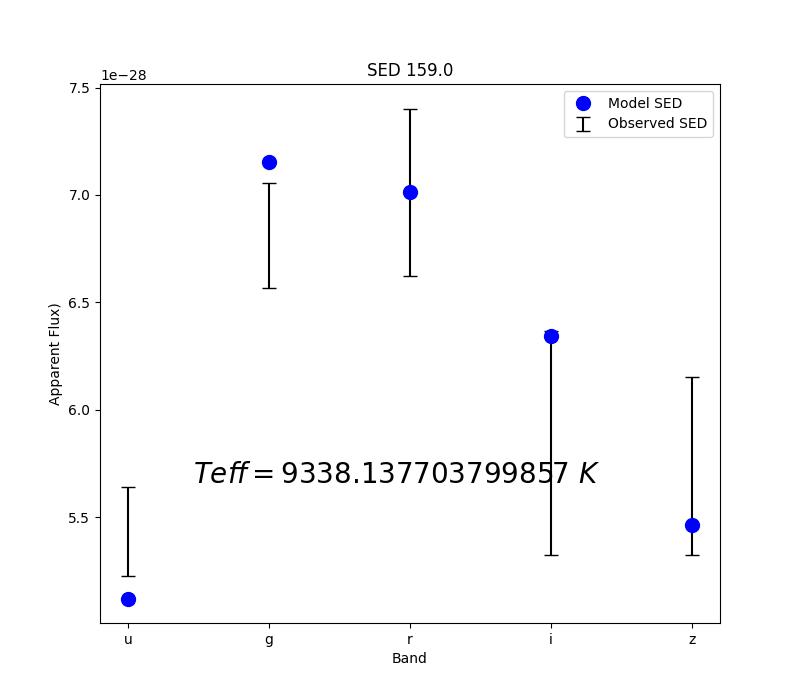 SED 159.0
1e−28
7.5
7.0
6.5
6.0
5.5
Apparent Flux)
Model SED
Observed SED
Teff = 9338.137703799857 K
u g r i z
Band